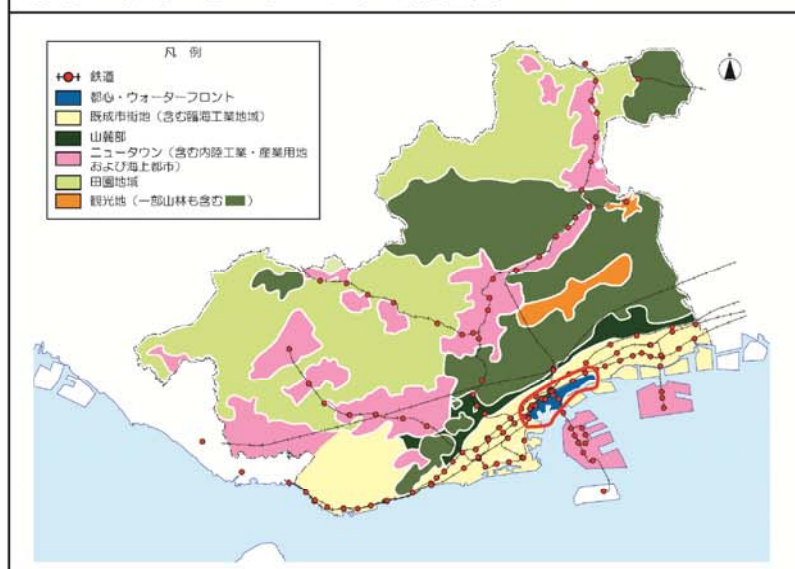 凡 例
鉄道
都心・ウォーターフロント
既成市街地（含む臨海工業地域）
山麓部
ニュータウン（含む内陸工業・産業用地
および海上都市）
田園地域
観光地（一部山林も含む　）